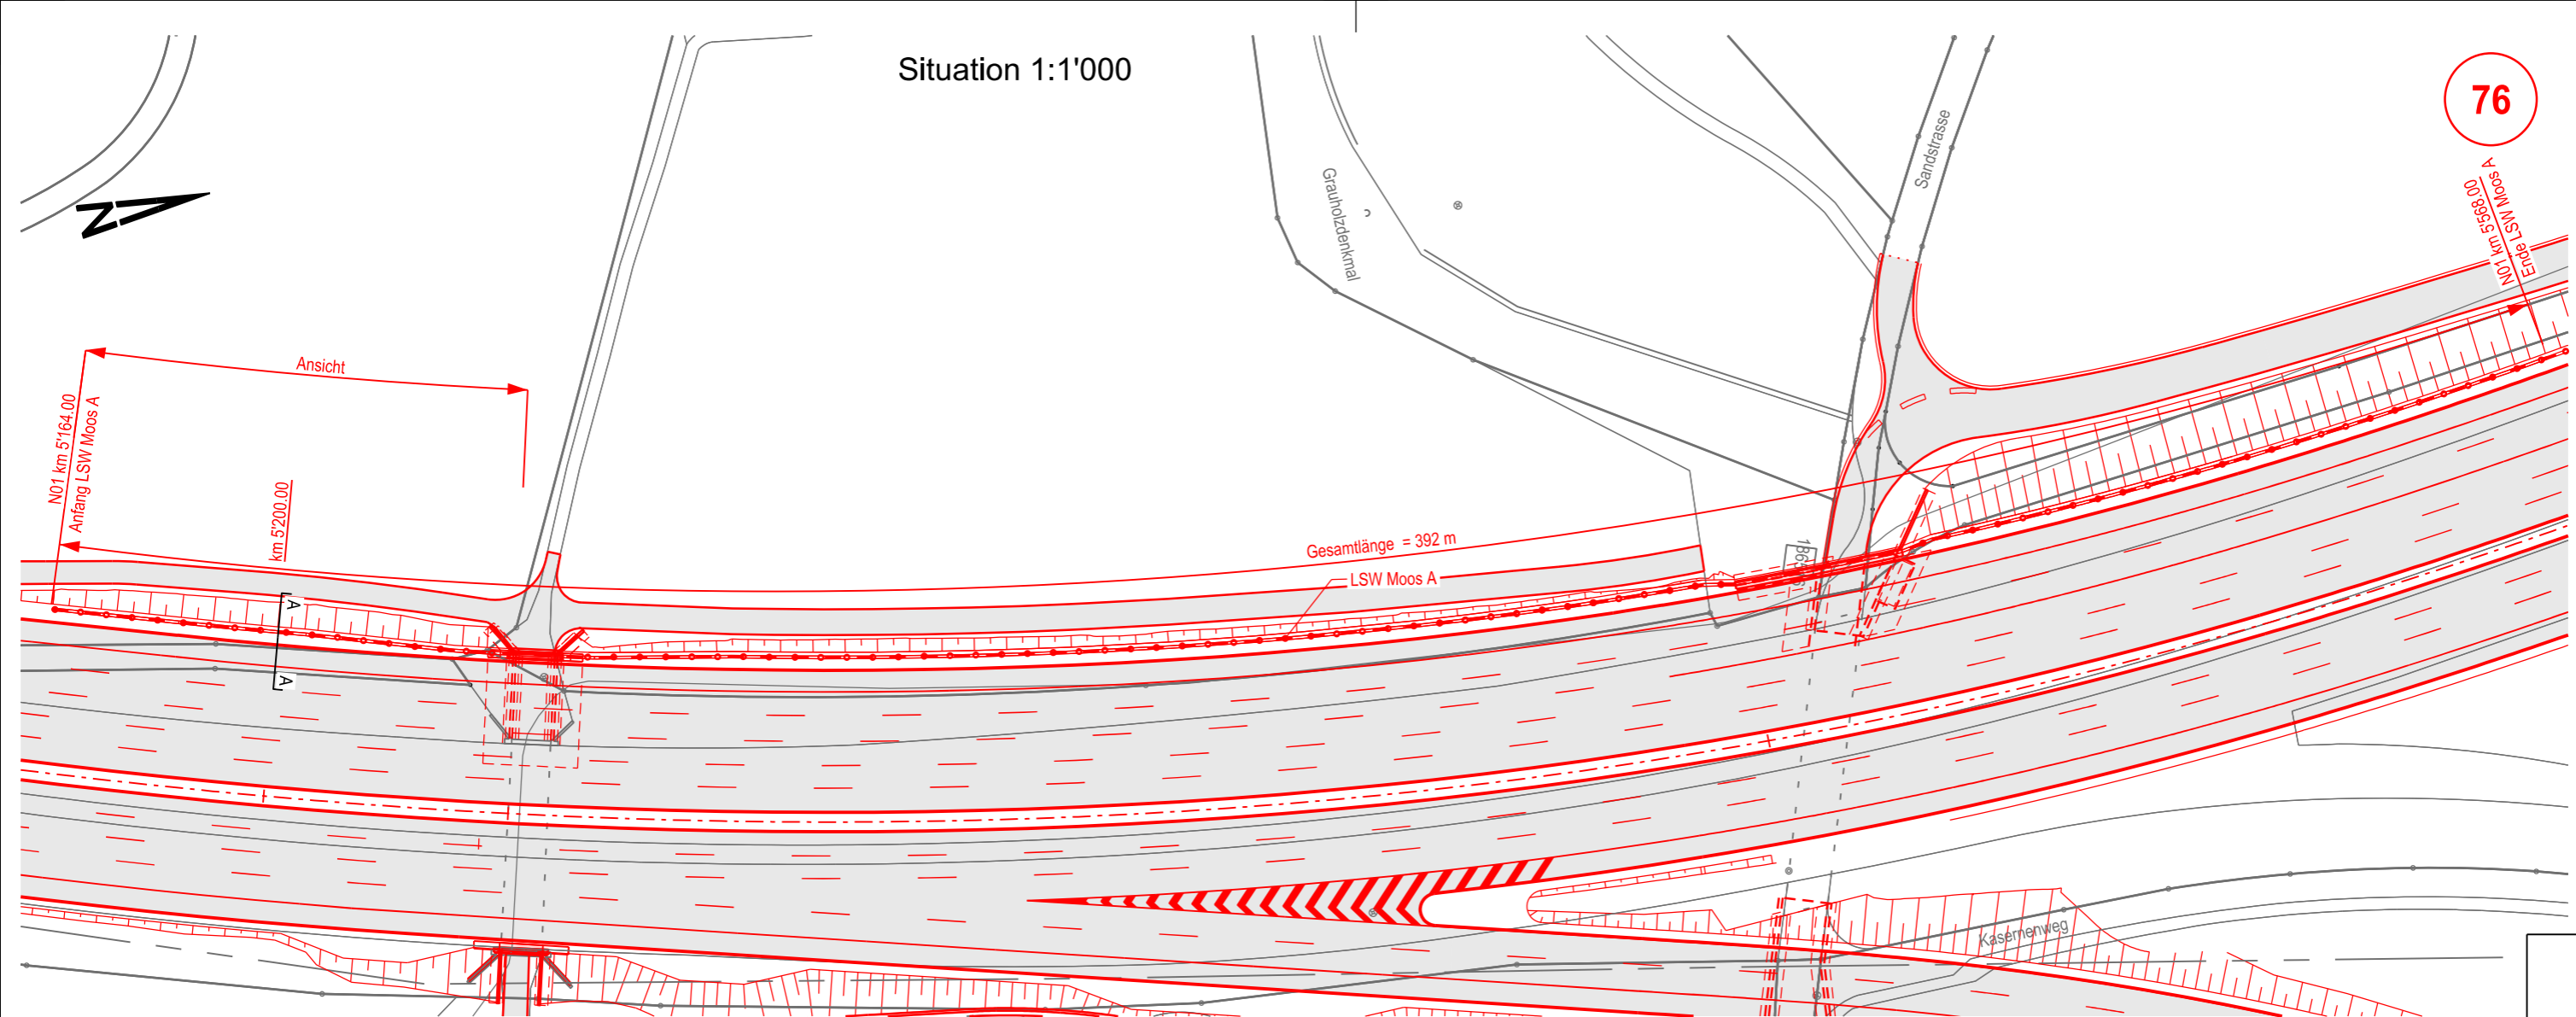 Situation 1:1'000
76
N01 km 5'568.00
Ende LSW Moos A
Sandstrasse
Grauholzdenkmal
N
Ansicht
N01 km 5'164.00
Anfang LSW Moos A
km 5'200.00
Gesamtlänge = 392 m
LSW Moos A
A
A
Kasernenweg